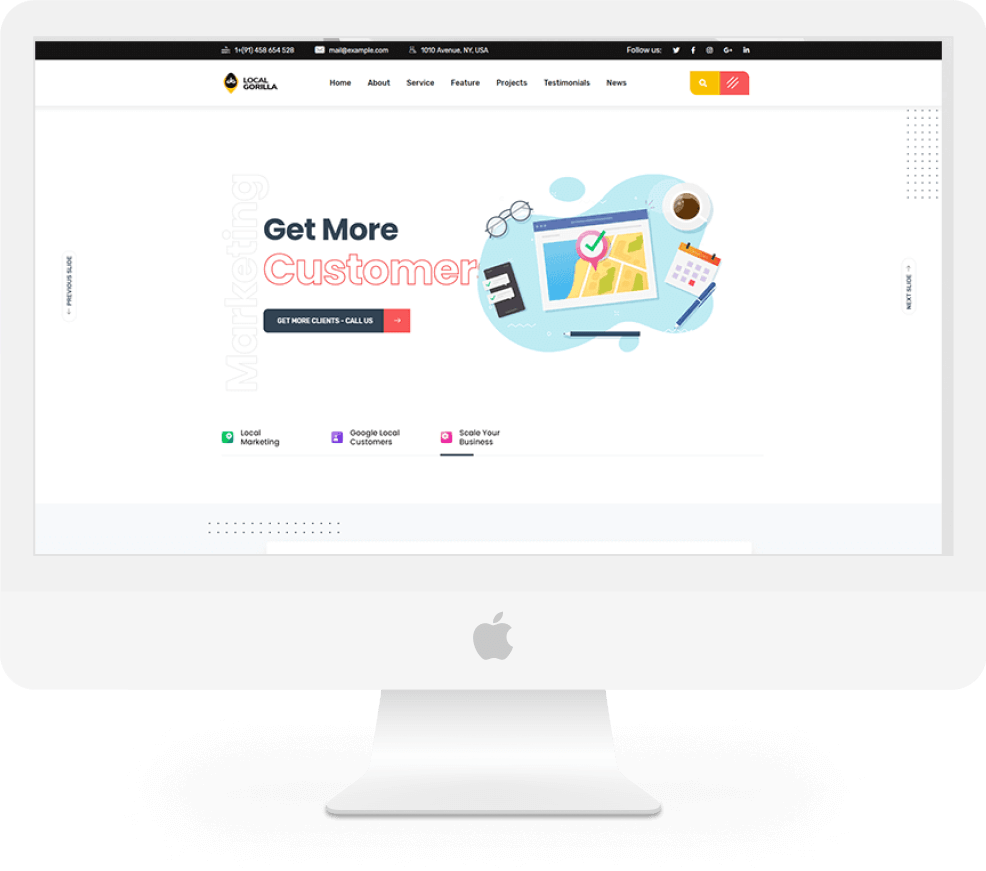 1+(91) 458 654 528
mail@example.com
1010 Avenue, NY, USA
Follow us:
LOCAL
GORILLA
Home
About
Service
Feature
Projects
Testimonials
News
Marketing
Get More
Customer
GET MORE CLIENTS - CALL US
← PREVIOUS SLIDE
NEXT SLIDE →
Local
Marketing
Google Local
Customers
Scale Your
Business